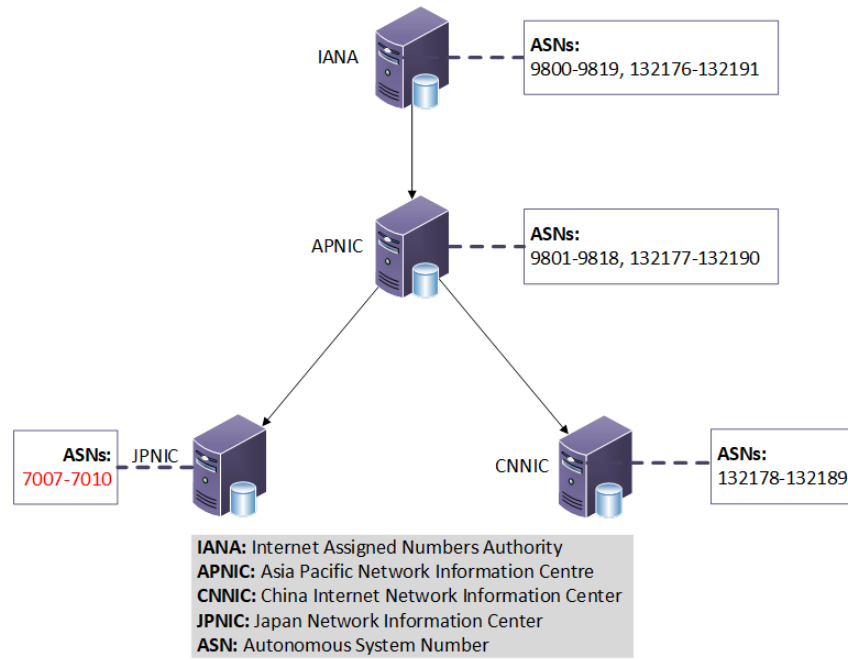 IANA
ASNs:
9800-9819, 132176-132191
APNIC
ASNs:
9801-9818, 132177-132190
ASNs:
7007-7010
JPNIC
CNNIC
ASNs:
132178-132189
IANA: Internet Assigned Numbers Authority
APNIC: Asia Pacific Network Information Centre
CNNIC: China Internet Network Information Center
JPNIC: Japan Network Information Center
ASN: Autonomous System Number